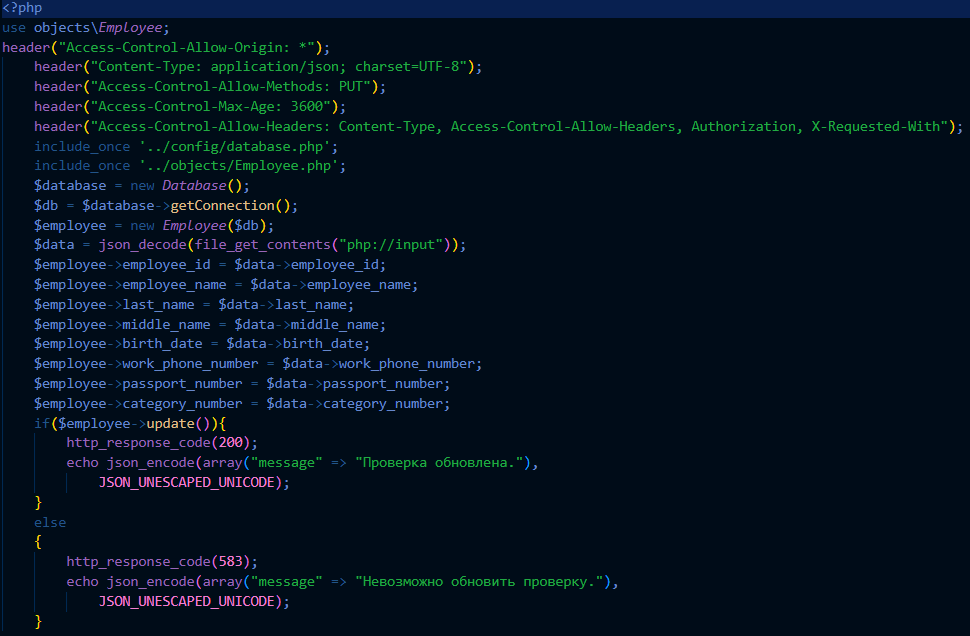 <?php
use objects\Employee;
header("Access-Control-Allow-Origin: *");
    header("Content-Type: application/json; charset=UTF-8");
    header("Access-Control-Allow-Methods: PUT");
    header("Access-Control-Max-Age: 3600");
    header("Access-Control-Allow-Headers: Content-Type, Access-Control-Allow-Headers, Authorization, X-Requested-With");
    include_once '../config/database.php';
    include_once '../objects/Employee.php';
    $database = new Database();
    $db = $database->getConnection();
    $employee = new Employee($db);
    $data = json_decode(file_get_contents("php://input"));
    $employee->employee_id = $data->employee_id;
    $employee->employee_name = $data->employee_name;
    $employee->last_name = $data->last_name;
    $employee->middle_name = $data->middle_name;
    $employee->birth_date = $data->birth_date;
    $employee->work_phone_number = $data->work_phone_number;
    $employee->passport_number = $data->passport_number;
    $employee->category_number = $data->category_number;
    if($employee->update()){
        http_response_code(200);
        echo json_encode(array("message" => "Проверка обновлена."),
            JSON_UNESCAPED_UNICODE);
    }
    else
    {
        http_response_code(583);
        echo json_encode(array("message" => "Невозможно обновить проверку."),
            JSON_UNESCAPED_UNICODE);
    }